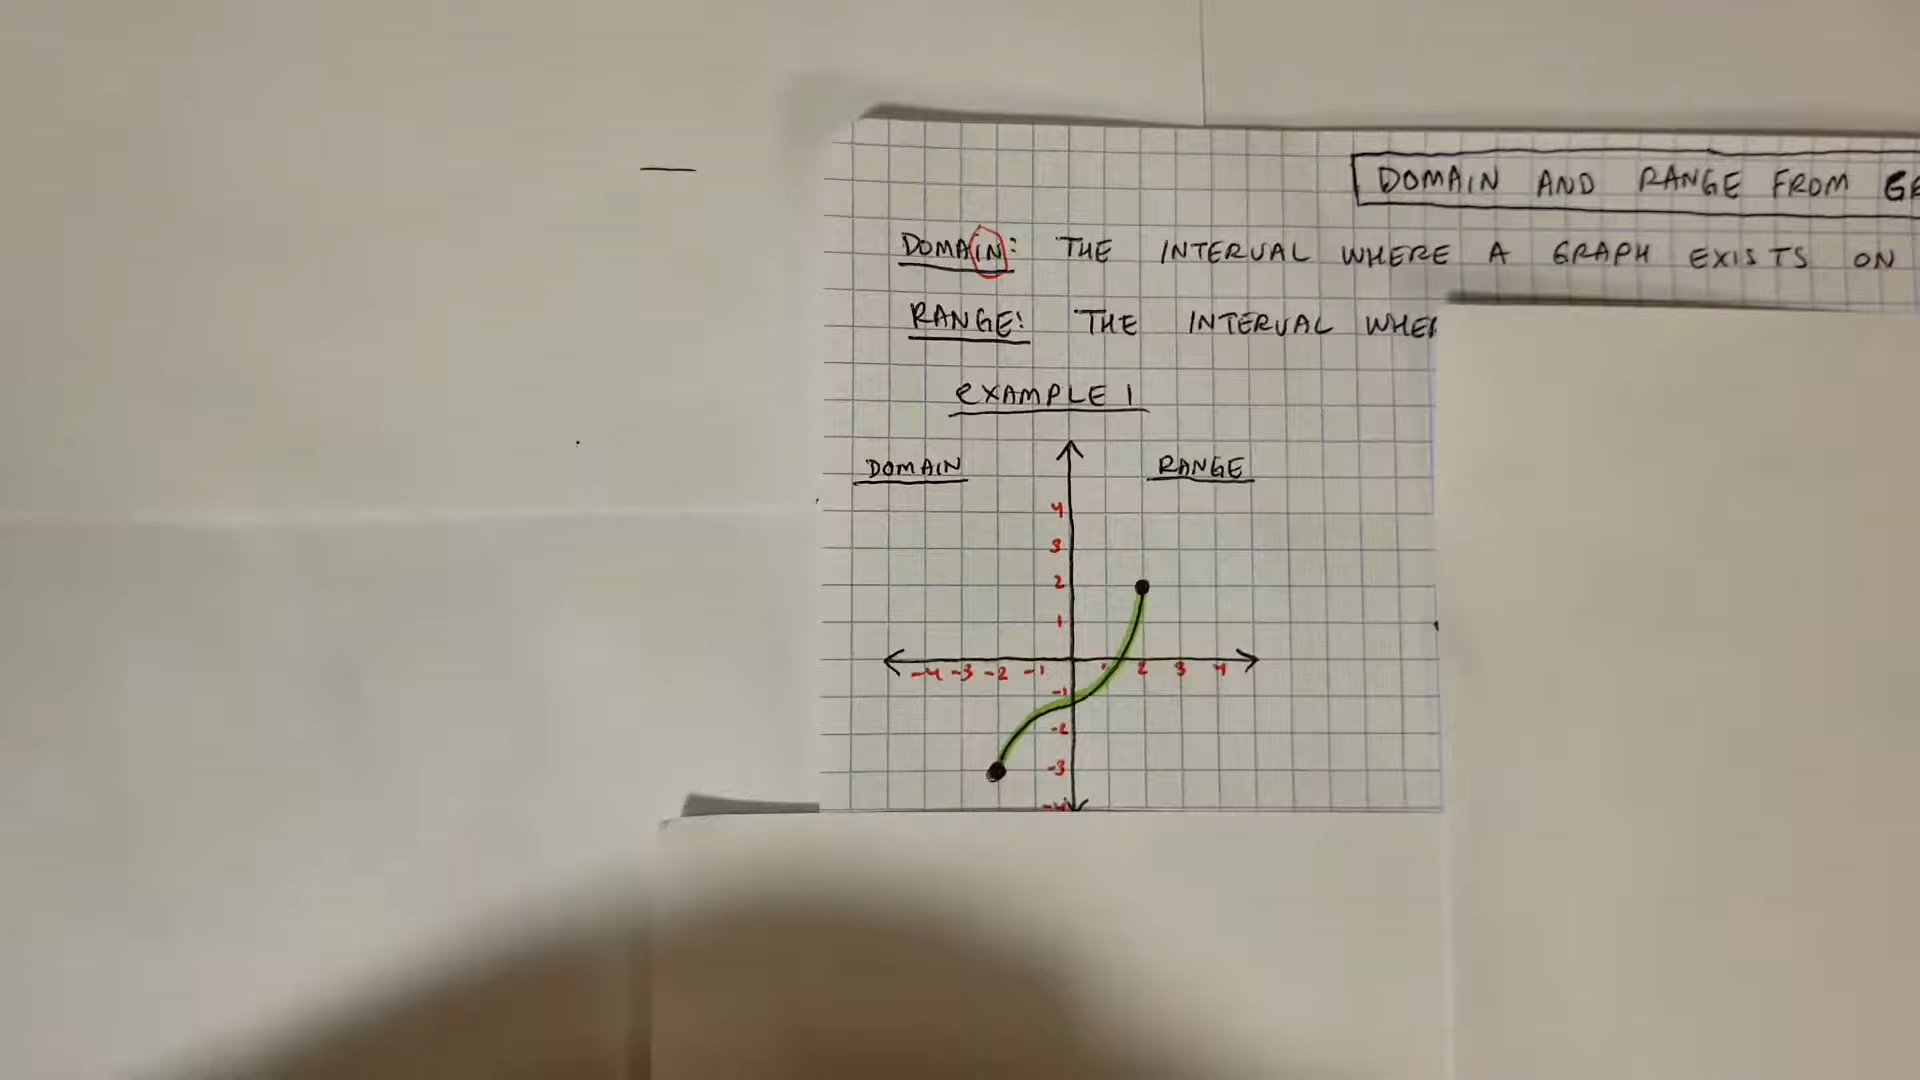 DOMAIN AND RANGE FROM
DOMAIN: THE INTERVAL WHERE A GRAPH EXISTS ON
RANGE: THE INTERVAL
EXAMPLE 1
DOMAIN RANGE
4
3
2
1
-4 -3 -2 -1 2 3 4
-1
-2
-3
-4